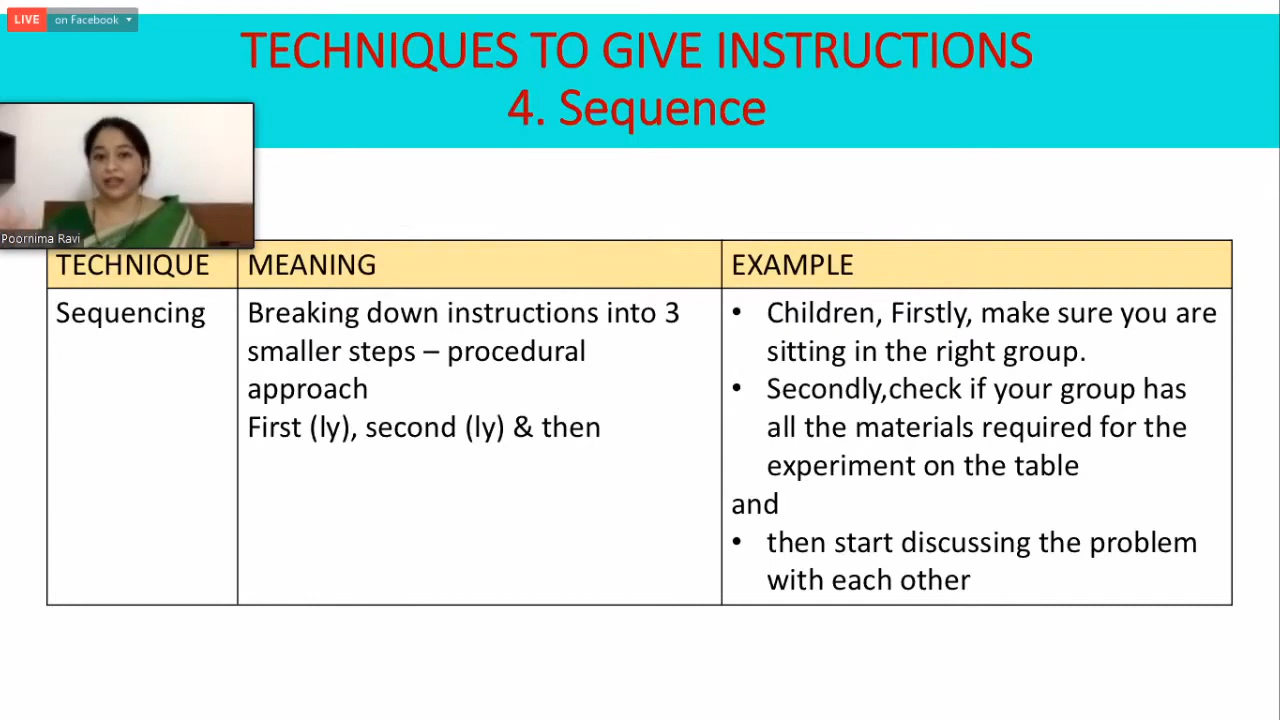 LIVE on Facebook
TECHNIQUES TO GIVE INSTRUCTIONS
4. Sequence
Poornima Ravi
TECHNIQUE
MEANING
EXAMPLE
Sequencing
Breaking down instructions into 3
smaller steps – procedural
approach
First (ly), second (ly) & then
• Children, Firstly, make sure you are
sitting in the right group.
• Secondly,check if your group has
all the materials required for the
experiment on the table
and
• then start discussing the problem
with each other